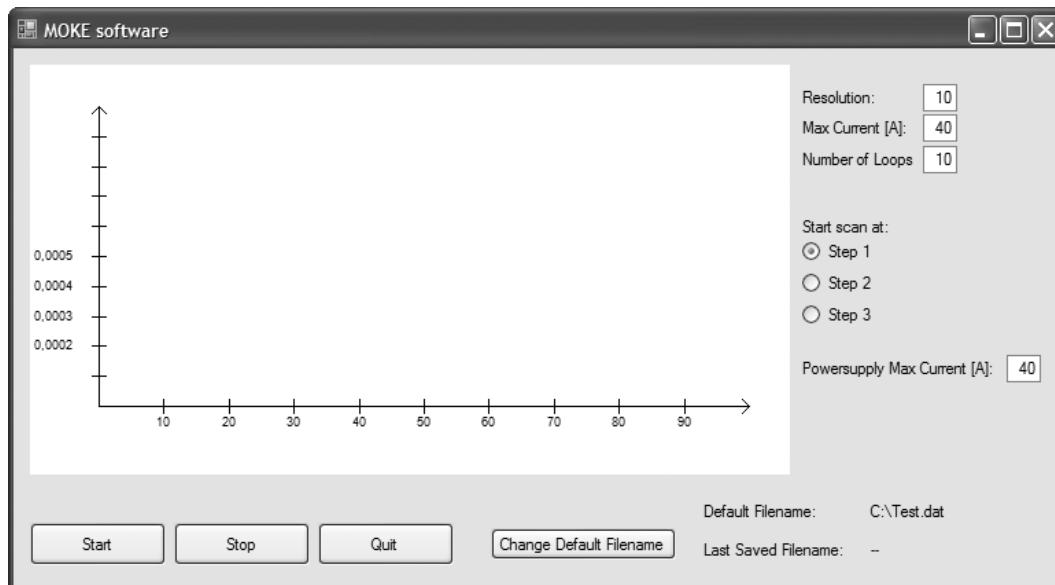 MOKE software
Resolution: 10
Max Current [A]: 40
Number of Loops 10
Start scan at:
Step 1
Step 2
Step 3
Powersupply Max Current [A]: 40
0,0005
0,0004
0,0003
0,0002
10 20 30 40 50 60 70 80 90
Default Filename: C:\Test.dat
Start Stop Quit Change Default Filename
Last Saved Filename: --